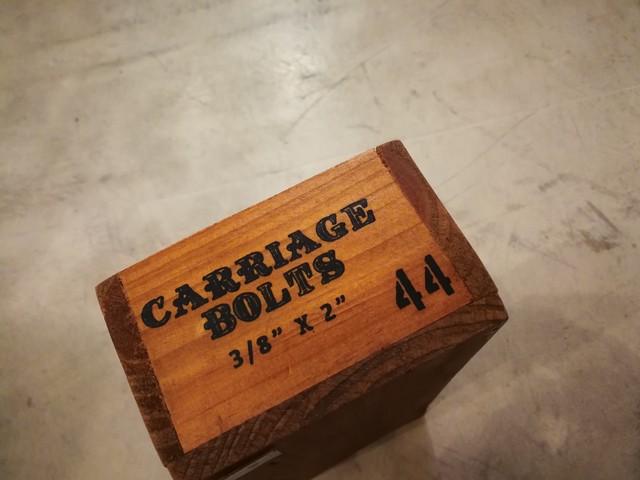 CARRIAGE
BOLTS
3/8" X 2"
44